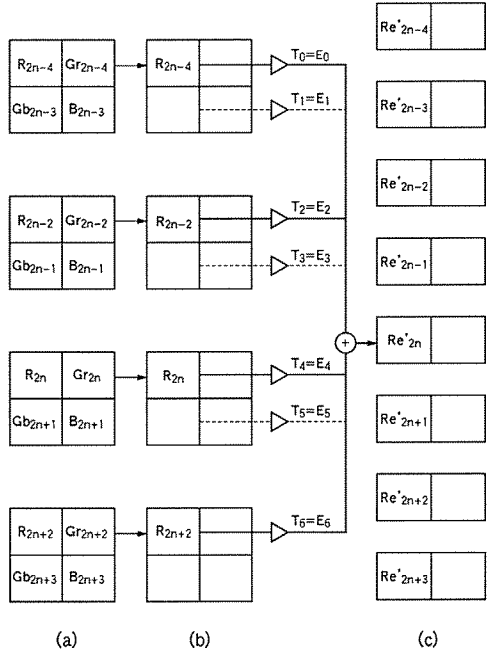 Re'2n-4
R2n-4 Gr2n-4 R2n-4 T0=E0
Gb2n-3 B2n-3 T1=E1 Re'2n-3
Re'2n-2
R2n-2 Gr2n-2 R2n-2 T2=E2
Gb2n-1 B2n-1 T3=E3 Re'2n-1
+ Re'2n
R2n Gr2n R2n T4=E4
Gb2n+1 B2n+1 T5=E5 Re'2n+1
Re'2n+2
R2n+2 Gr2n+2 R2n+2 T6=E6
Gb2n+3 B2n+3 Re'2n+3
(a) (b) (c)